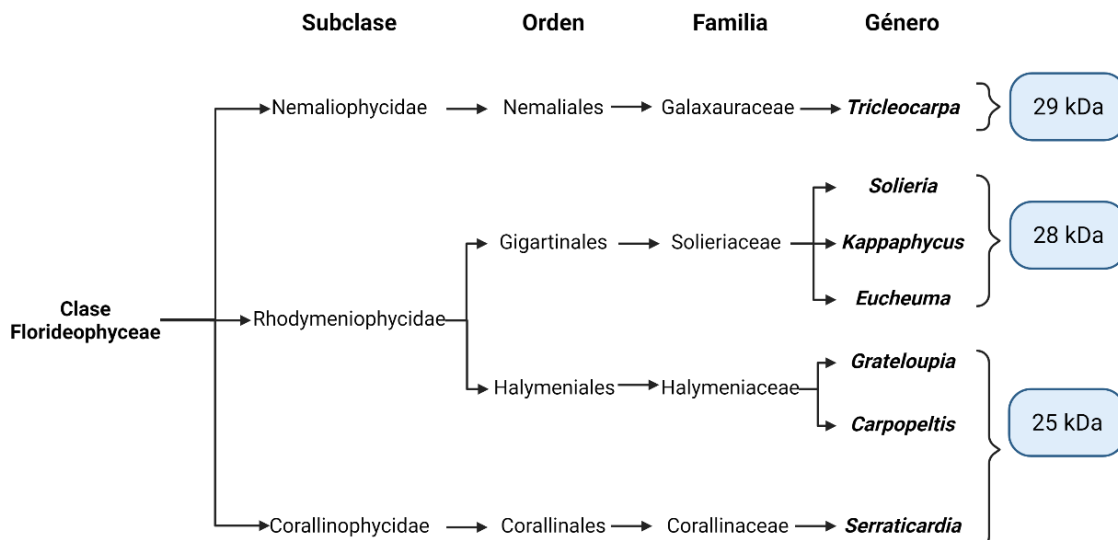 Subclase Orden Familia Género
Nemaliophycidae Nemaliales Galaxauraceae Tricleocarpa 29 kDa
Solieria
Gigartinales Solieriaceae Kappaphycus 28 kDa
Eucheuma
Clase
Florideophyceae
Rhodymeniophycidae
Grateloupia
Halymeniales Halymeniaceae
Carpopeltis
25 kDa
Corallinophycidae Corallinales Corallinaceae Serraticardia